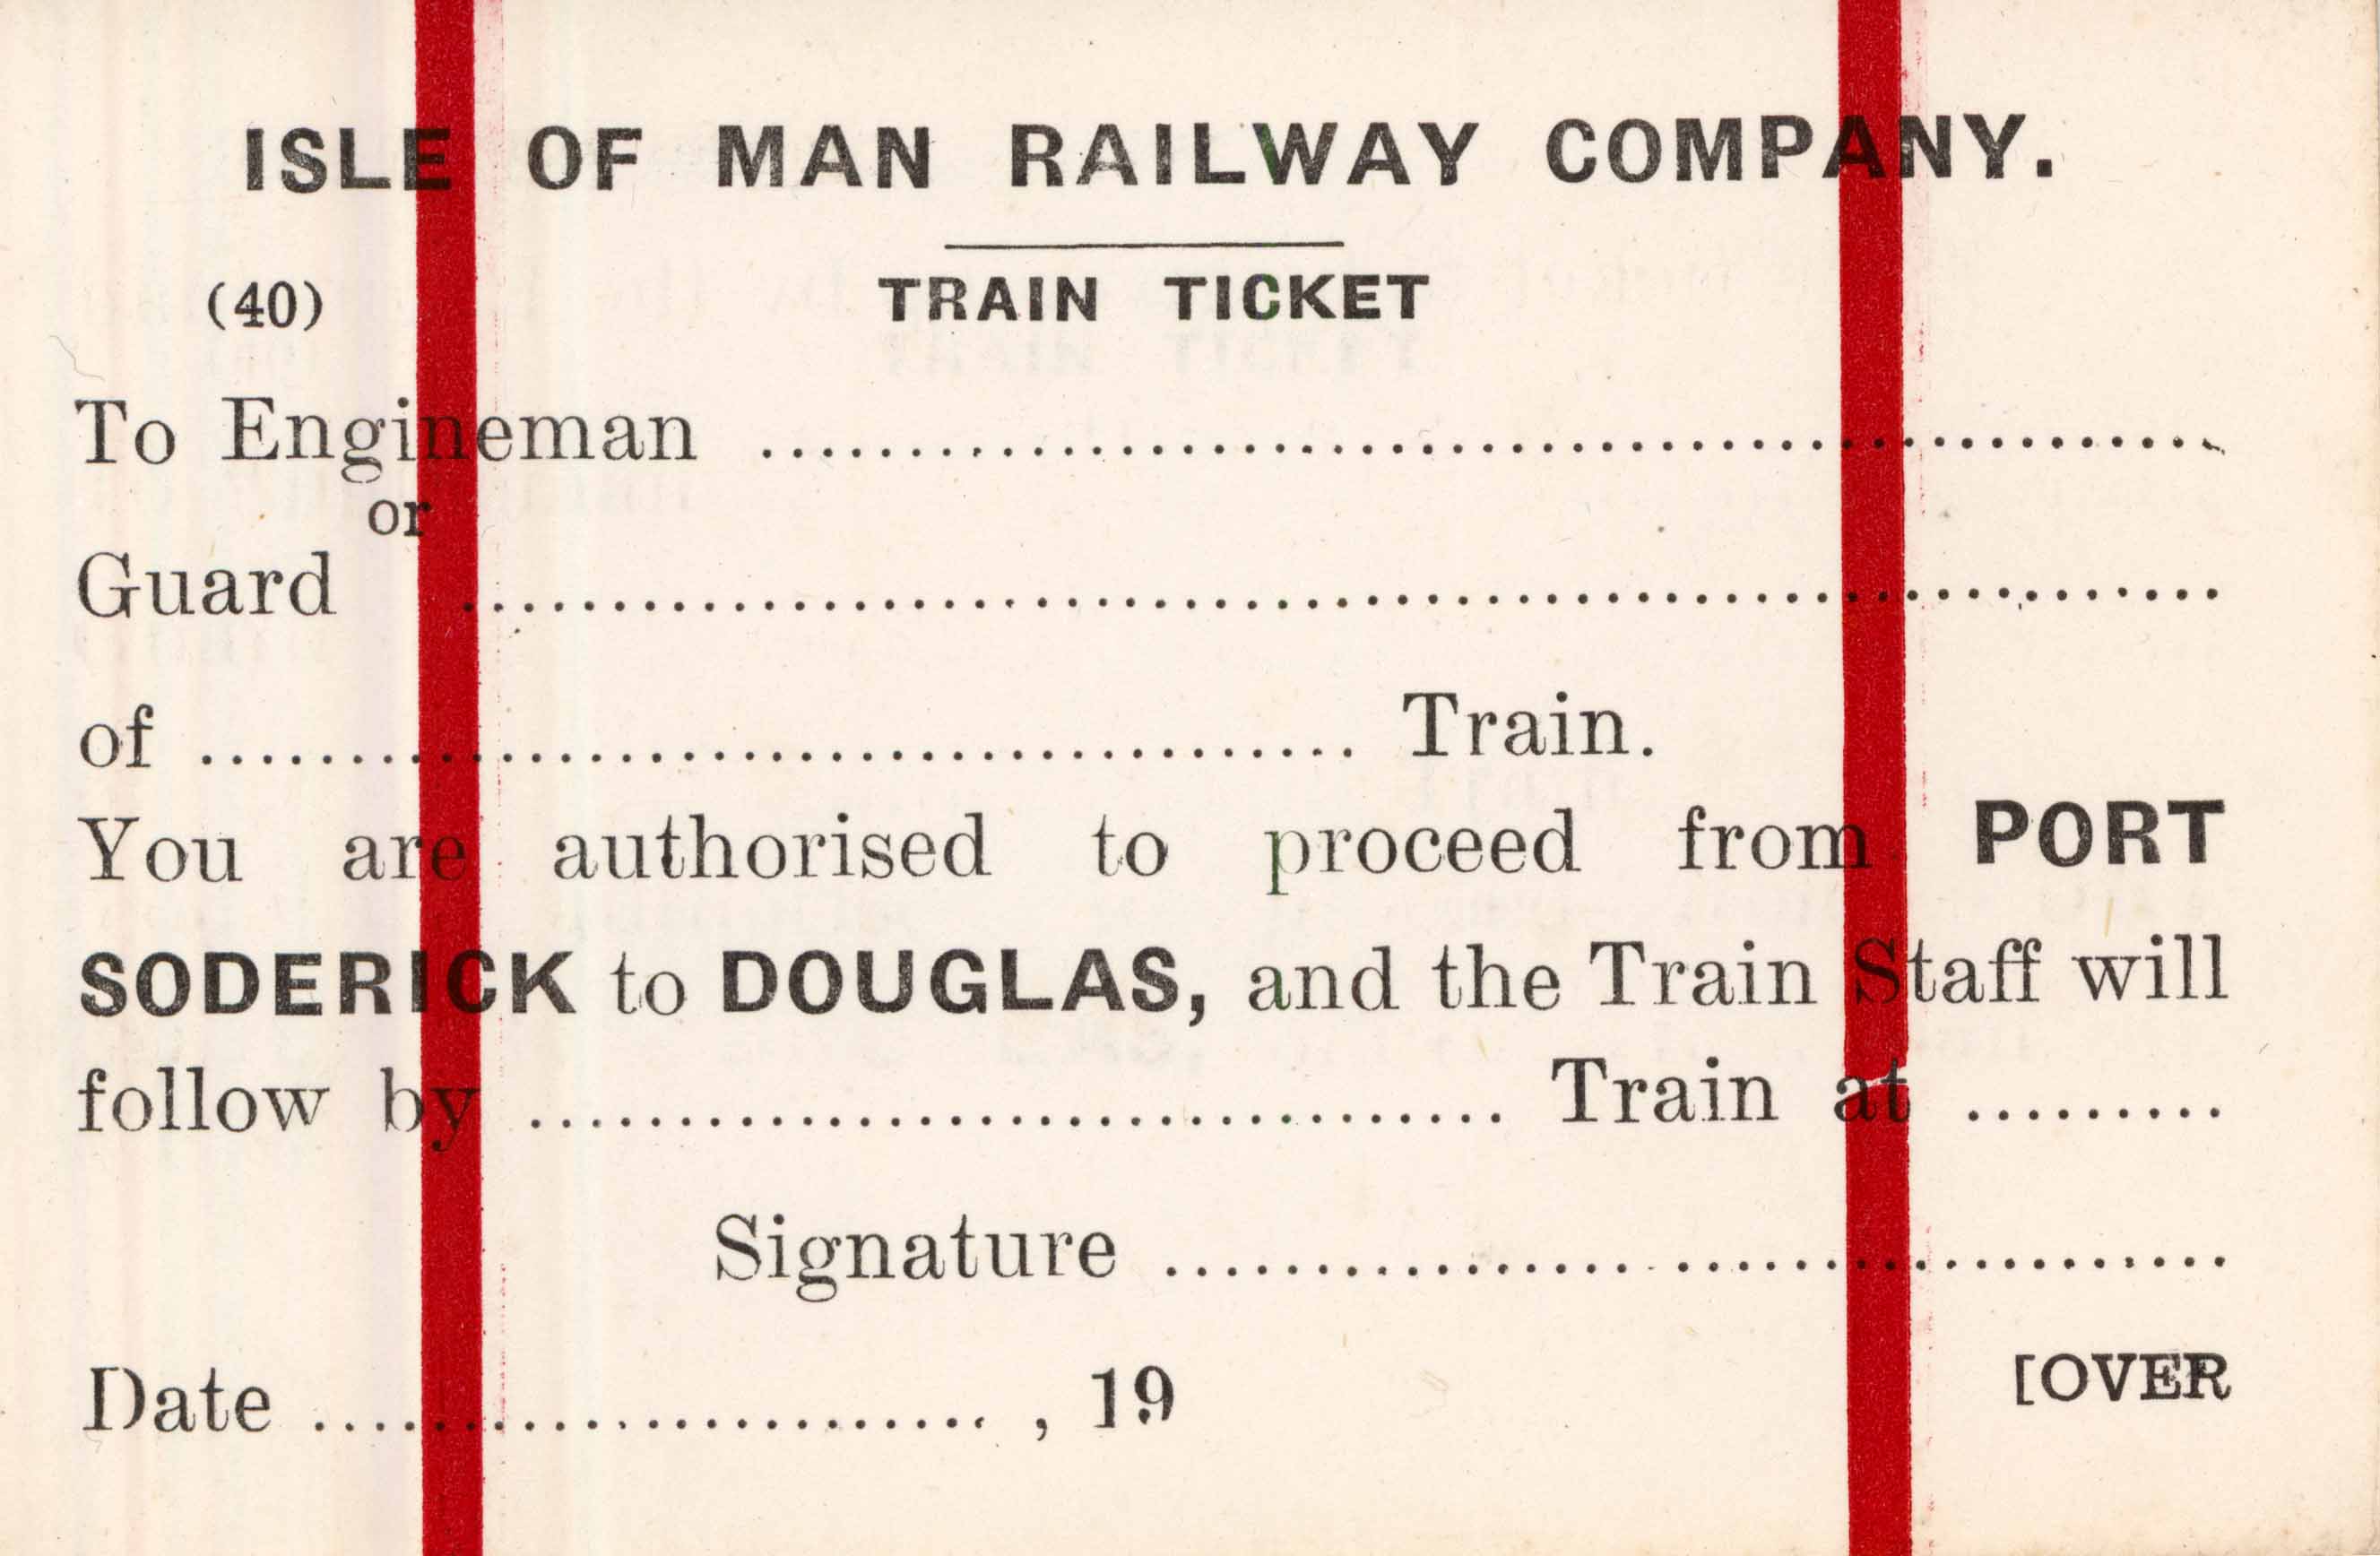 ISLE OF MAN RAILWAY COMPANY.
(40) TRAIN TICKET
To Engineman ................................................
or
Guard ................................................
of ................................................ Train.
You are authorised to proceed from PORT
SODERICK to DOUGLAS, and the Train Staff will
follow by ................................. Train at .........
Signature ....................................
Date ........................ , 19
[OVER